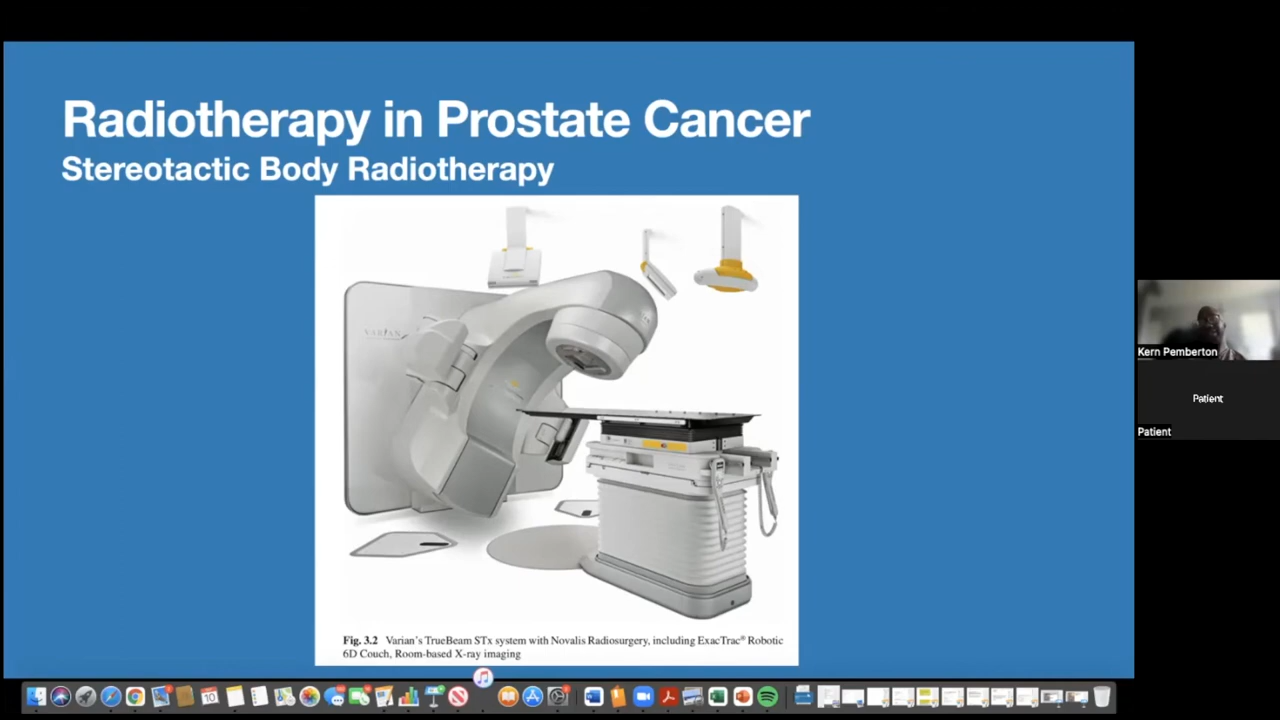 Radiotherapy in Prostate Cancer
Stereotactic Body Radiotherapy
VARIAN
Fig. 3.2 Varian's TrueBeam STx system with Novalis Radiosurgery, including ExacTrac® Robotic
6D Couch, Room-based X-ray imaging
Kern Pemberton
Patient
Patient
10